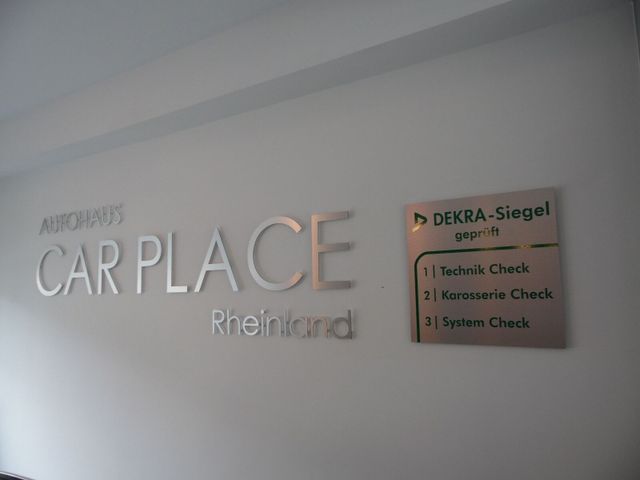 AUTOHAUS
CAR PLACE
Rheinland
DEKRA-Siegel
geprüft
1 | Technik Check
2 | Karosserie Check
3 | System Check